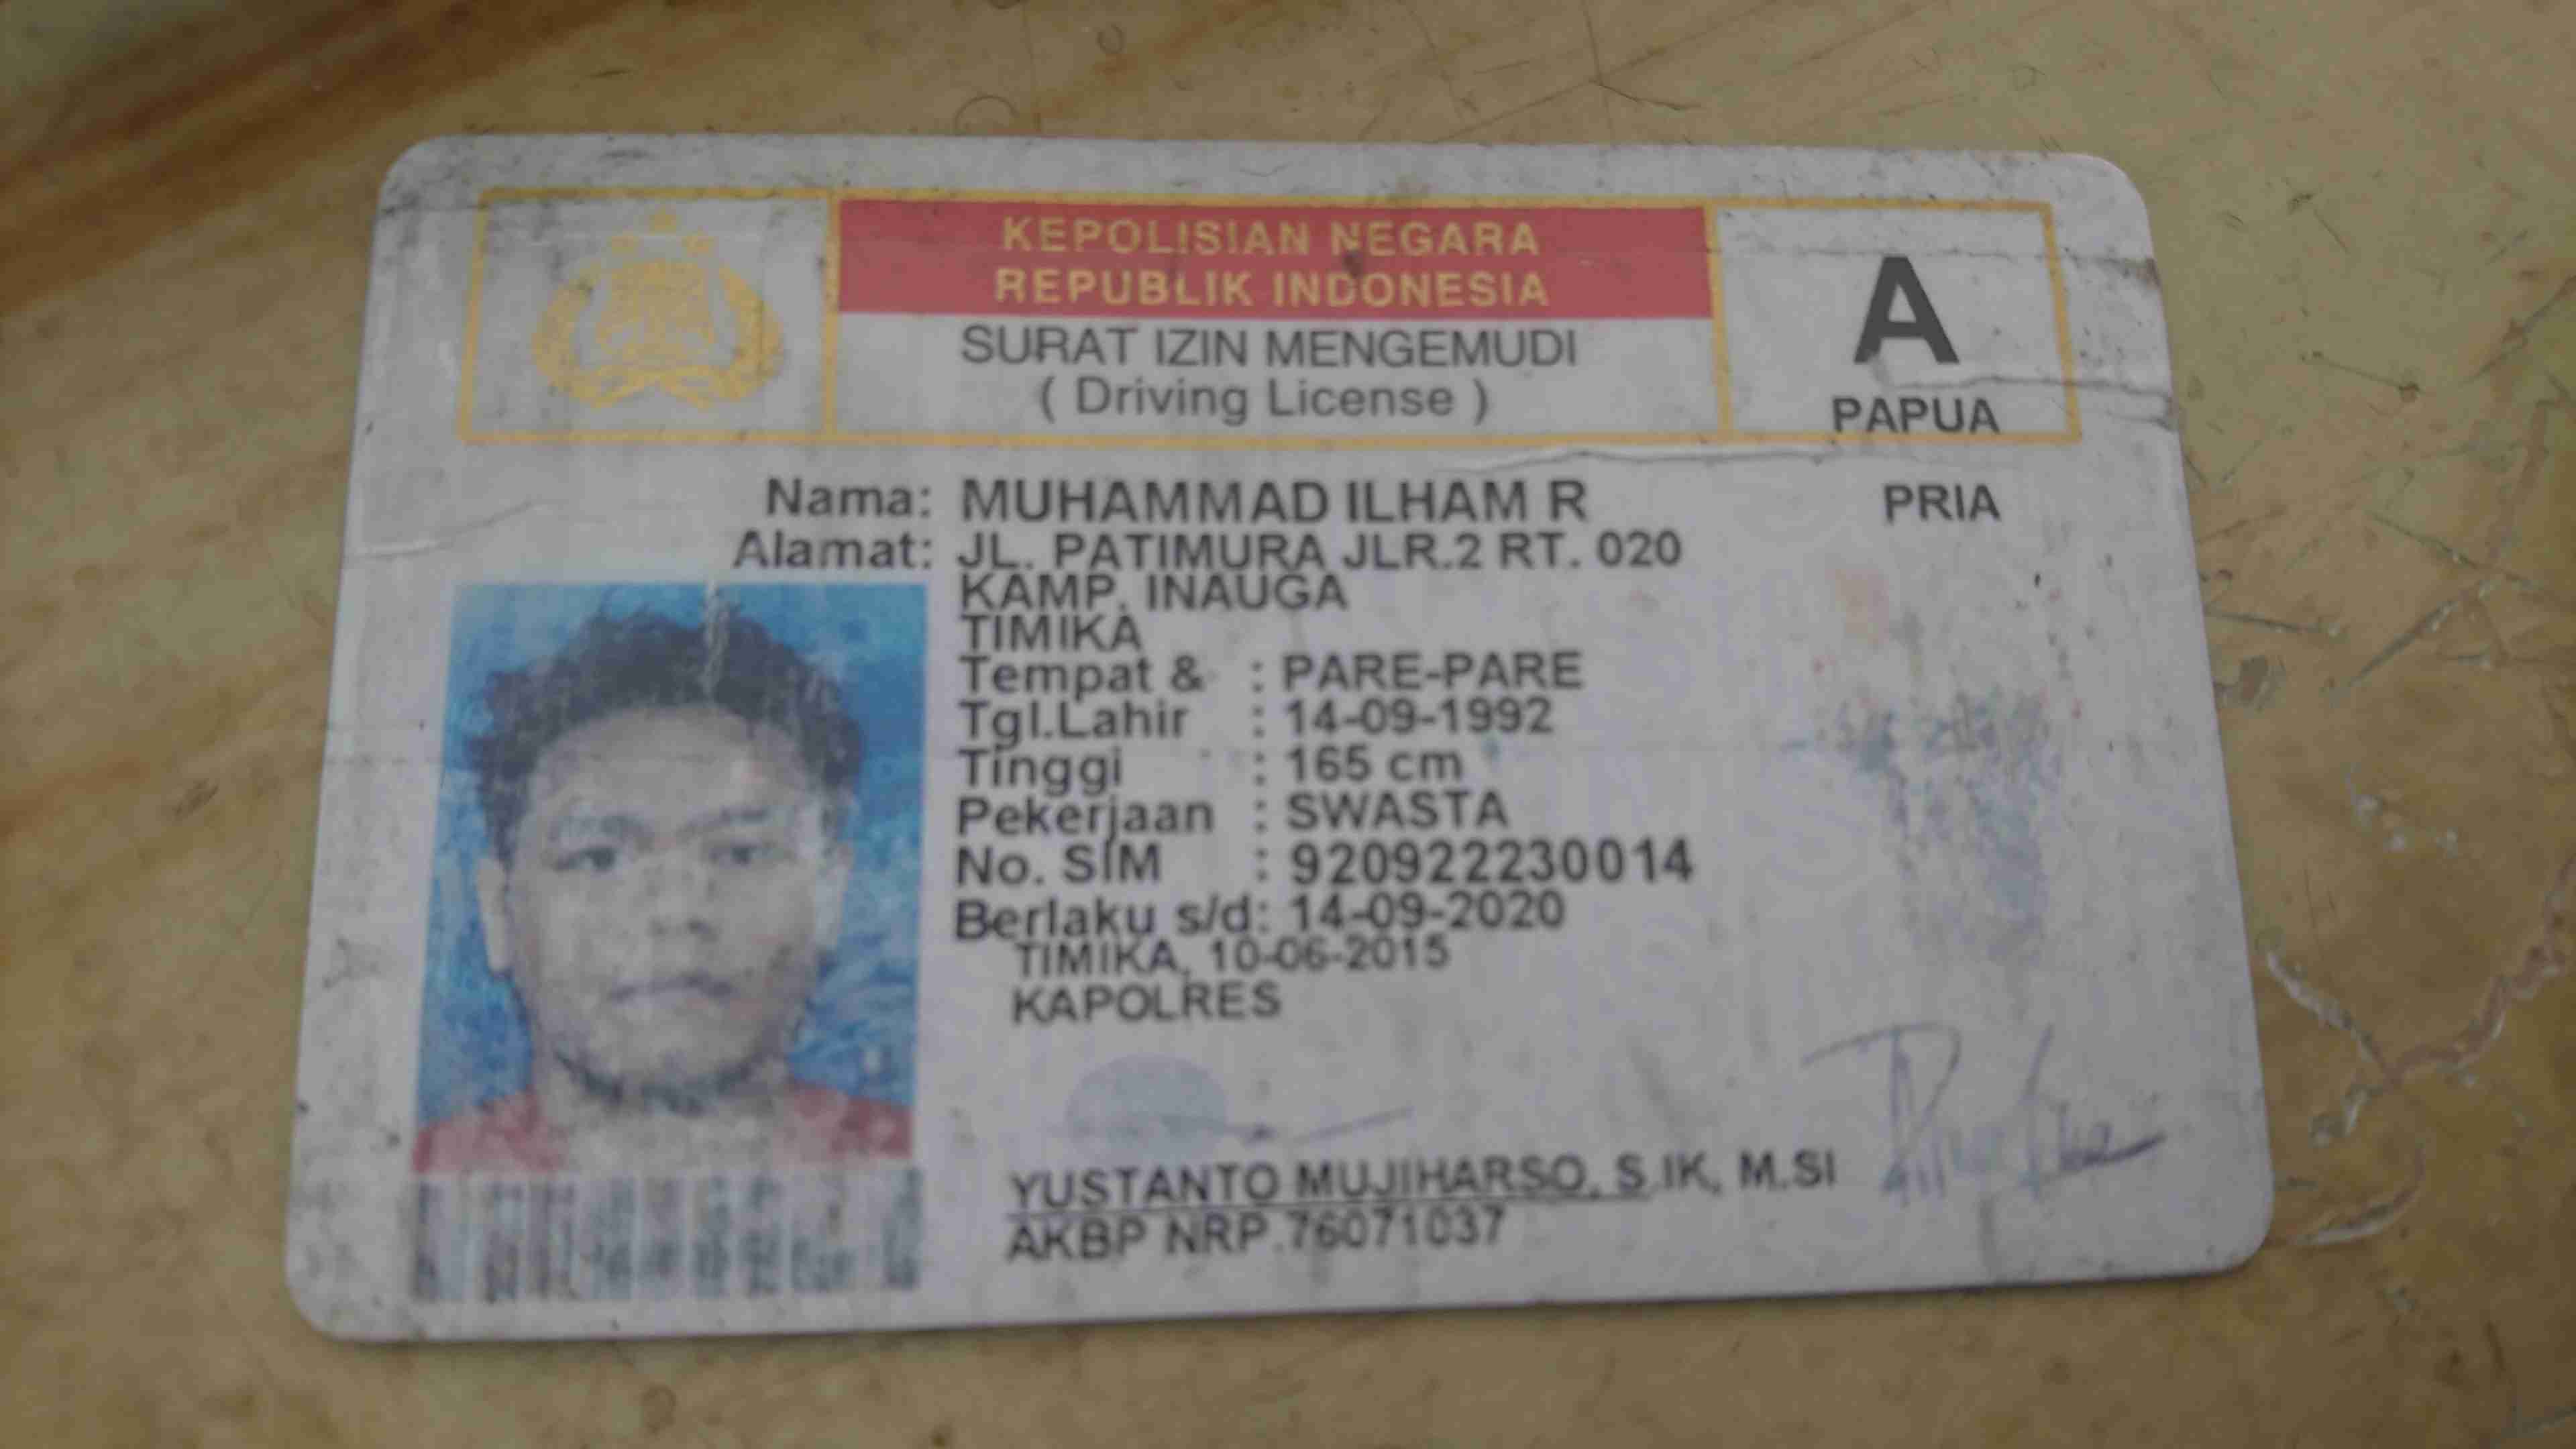 KEPOLISIAN NEGARA
REPUBLIK INDONESIA
SURAT IZIN MENGEMUDI
( Driving License )
A
PAPUA
Nama: MUHAMMAD ILHAM R PRIA
Alamat: JL. PATIMURA JLR.2 RT. 020
KAMP. INAUGA
TIMIKA
Tempat & : PARE-PARE
Tgl.Lahir : 14-09-1992
Tinggi : 165 cm
Pekerjaan : SWASTA
No. SIM : 920922230014
Berlaku s/d: 14-09-2020
TIMIKA, 10-06-2015
KAPOLRES
YUSTANTO MUJIHARSO, S.IK, M.SI
AKBP NRP.76071037